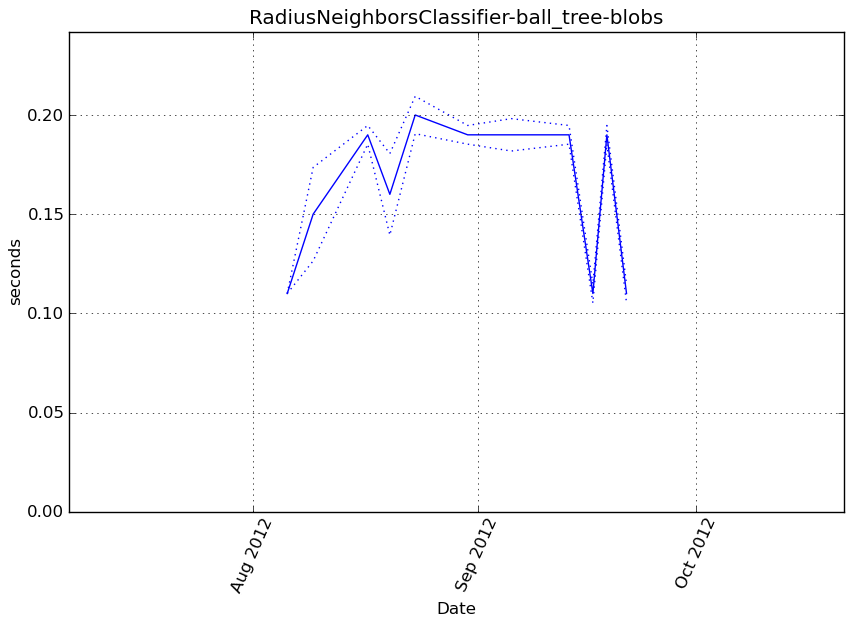 RadiusNeighborsClassifier-ball_tree-blobs
0.20
0.15
0.10
0.05
0.00
seconds
Aug 2012
Sep 2012
Oct 2012
Date